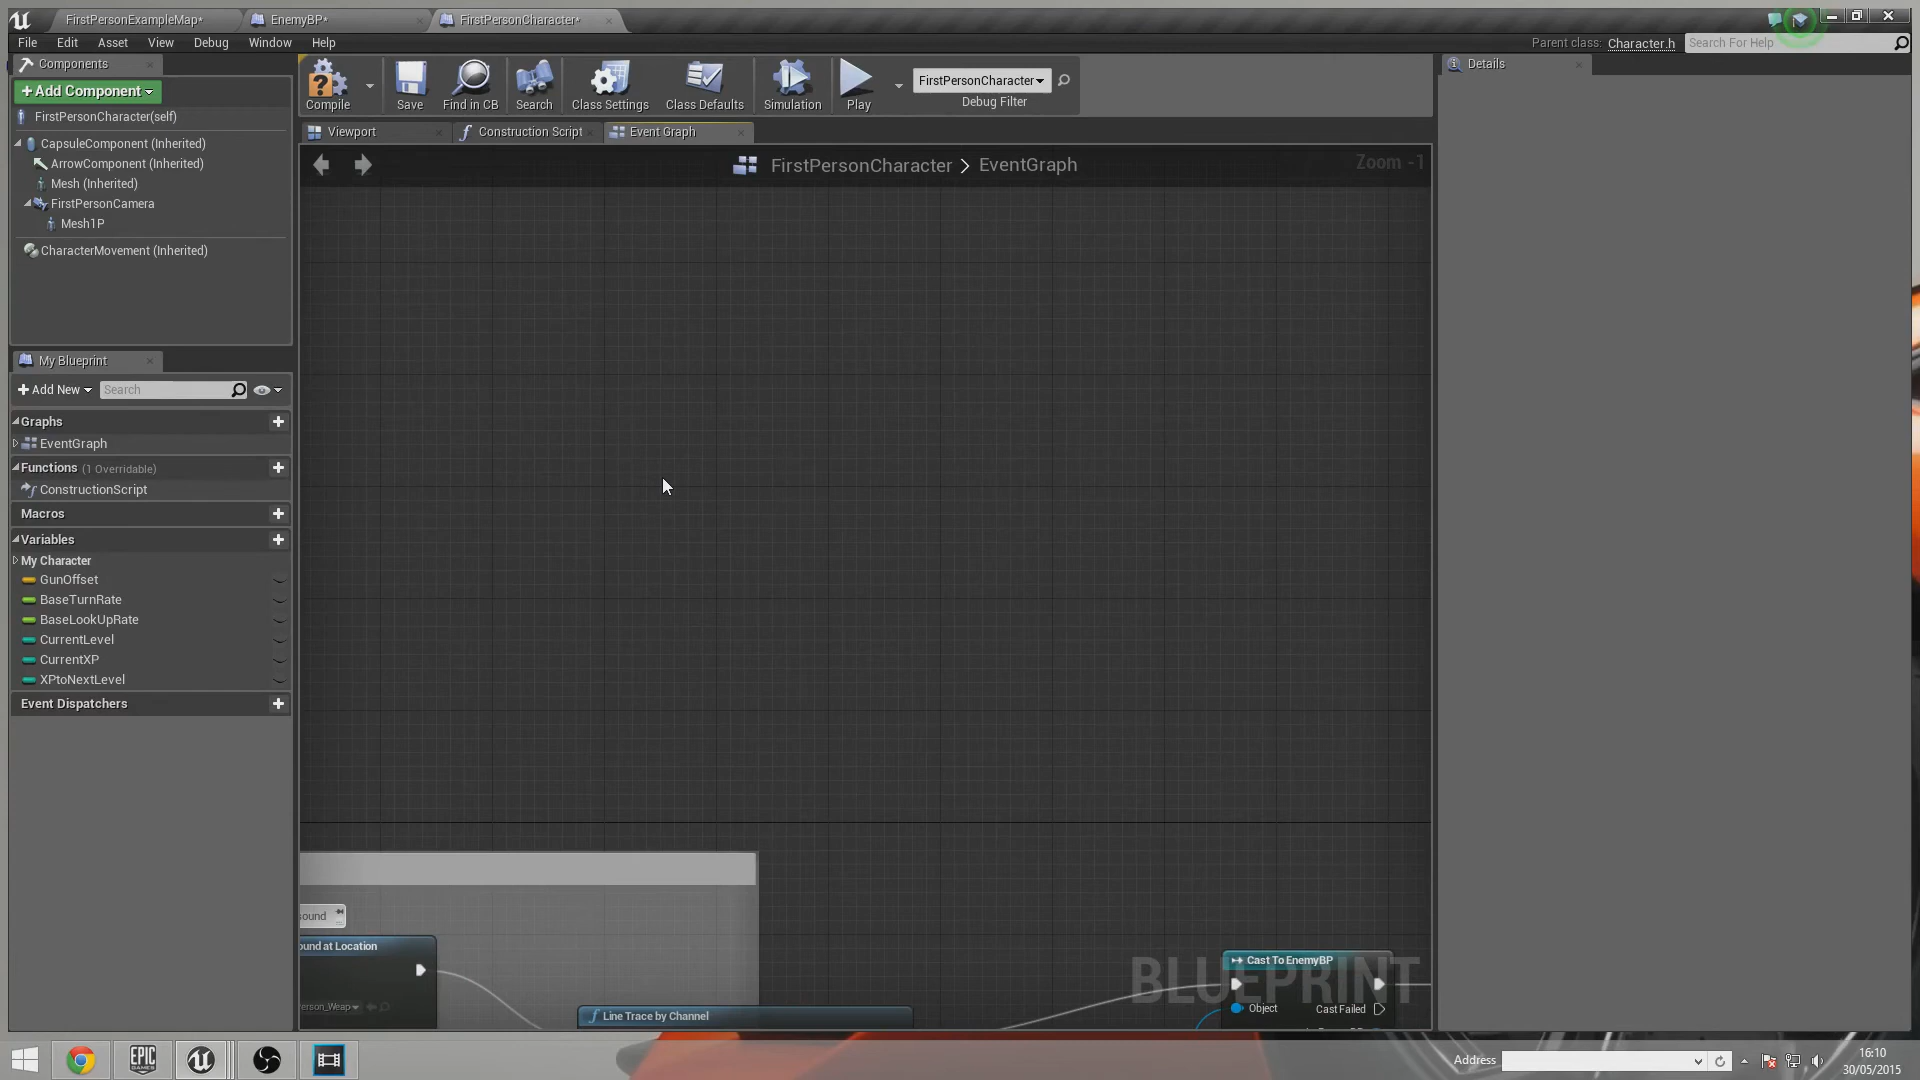 FirstPersonExampleMap*
EnemyBP*
FirstPersonCharacter*
File Edit Asset View Debug Window Help
Parent class: Character.h
Search For Help
Components
+Add Component
FirstPersonCharacter(self)
CapsuleComponent (Inherited)
ArrowComponent (Inherited)
Mesh (Inherited)
FirstPersonCamera
Mesh1P
CharacterMovement (Inherited)
Compile
Save
Find in CB
Search
Class Settings
Class Defaults
Simulation
Play
FirstPersonCharacter
Debug Filter
Details
Viewport
Construction Script
Event Graph
FirstPersonCharacter > EventGraph
Zoom -1
My Blueprint
+Add New
Search
Graphs
EventGraph
Functions (1 Overridable)
ConstructionScript
Macros
Variables
My Character
GunOffset
BaseTurnRate
BaseLookUpRate
CurrentLevel
CurrentXP
XPtoNextLevel
Event Dispatchers
ound
ound at Location
erson_Weap
Line Trace by Channel
Cast To EnemyBP
Object
Cast Failed
BLUEPRINT
EPIC GAMES
Address
16:10
30/05/2015